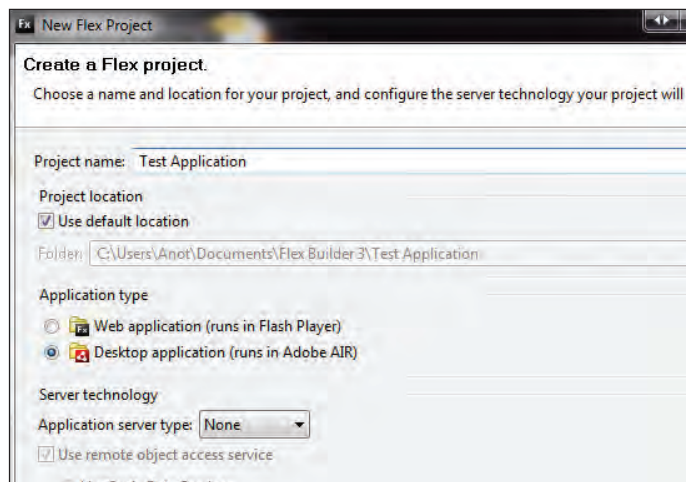 Fx New Flex Project
Create a Flex project.
Choose a name and location for your project, and configure the server technology your project will
Project name: Test Application
Project location
Use default location
Folder: C:\Users\Anot\Documents\Flex Builder 3\Test Application
Application type
Web application (runs in Flash Player)
Desktop application (runs in Adobe AIR)
Server technology
Application server type: None
Use remote object access service